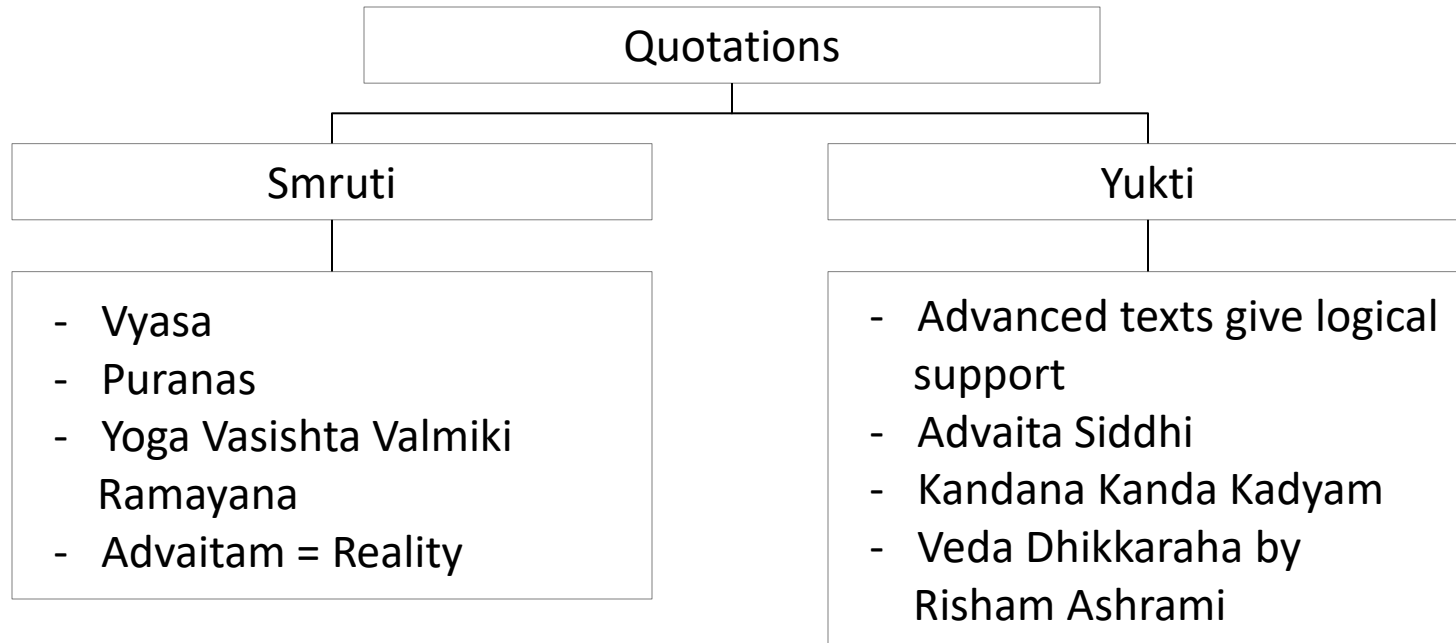 Quotations
Smruti
Yukti
- Vyasa
- Puranas
- Yoga Vasishta Valmiki
Ramayana
- Advaitam = Reality
- Advanced texts give logical
support
- Advaita Siddhi
- Kandana Kanda Kadyam
- Veda Dhikkaraha by
Risham Ashrami